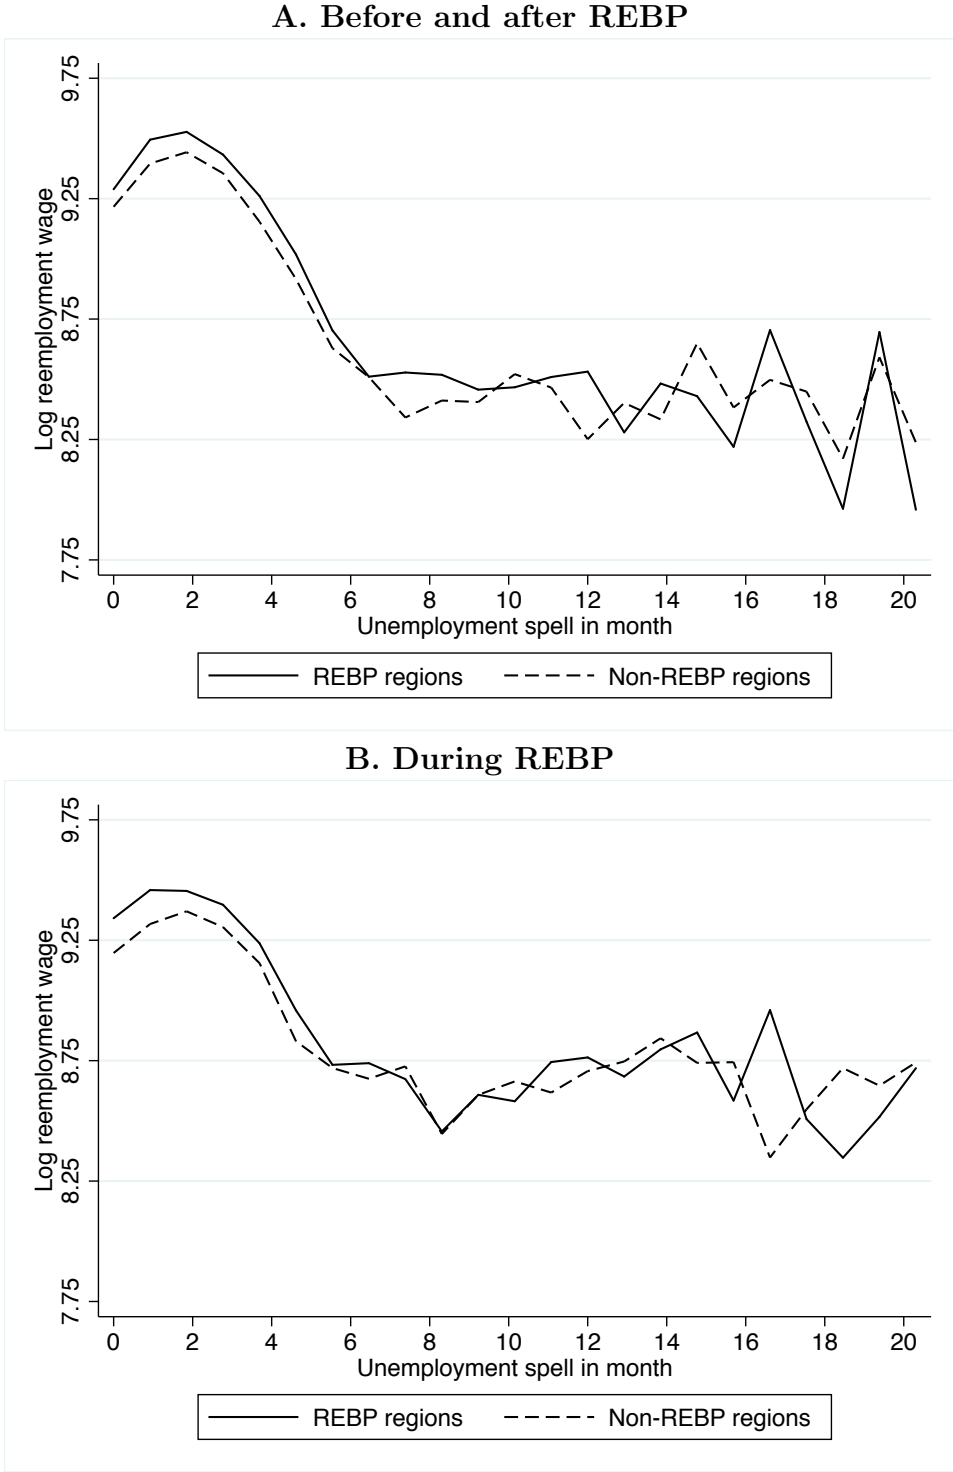 A. Before and after REBP
Log reemployment wage
9.75
9.25
8.75
8.25
7.75
0 2 4 6 8 10 12 14 16 18 20
Unemployment spell in month
REBP regions Non-REBP regions
B. During REBP
Log reemployment wage
9.75
9.25
8.75
8.25
7.75
0 2 4 6 8 10 12 14 16 18 20
Unemployment spell in month
REBP regions Non-REBP regions